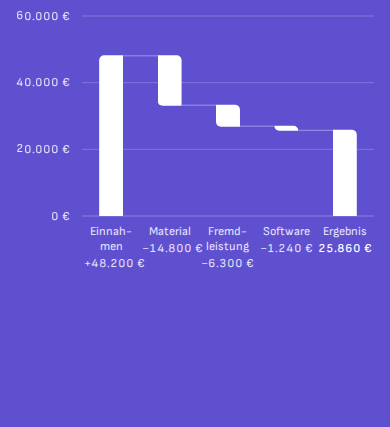 60.000 €
40.000 €
20.000 €
0 €
Einnah-
men
+48.200 €
Material
−14.800 €
Fremd-
leistung
−6.300 €
Software
−1.240 €
Ergebnis
25.860 €